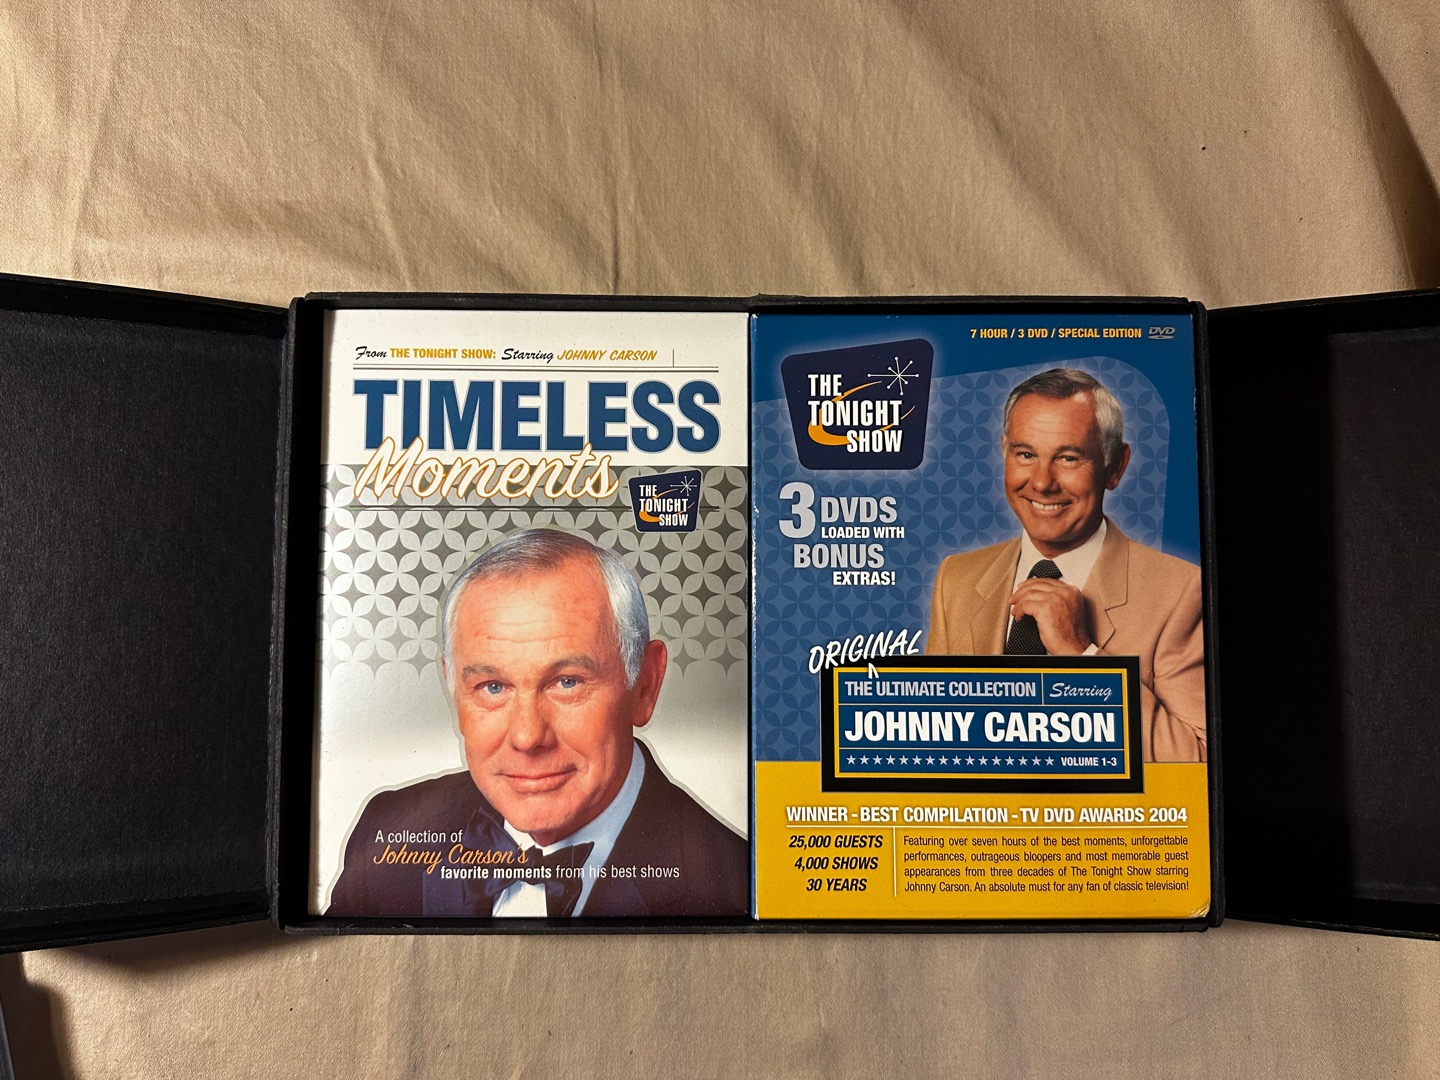 From THE TONIGHT SHOW: Starring JOHNNY CARSON
TIMELESS
Moments
THE
TONIGHT
SHOW
A collection of
Johnny Carson's
favorite moments from his best shows
7 HOUR / 3 DVD / SPECIAL EDITION DVD
THE
TONIGHT
SHOW
3 DVDS
LOADED WITH
BONUS
EXTRAS!
ORIGINAL
THE ULTIMATE COLLECTION Starring
JOHNNY CARSON
VOLUME 1-3
WINNER - BEST COMPILATION - TV DVD AWARDS 2004
25,000 GUESTS
4,000 SHOWS
30 YEARS
Featuring over seven hours of the best moments, unforgettable
performances, outrageous bloopers and most memorable guest
appearances from three decades of The Tonight Show starring
Johnny Carson. An absolute must for any fan of classic television!